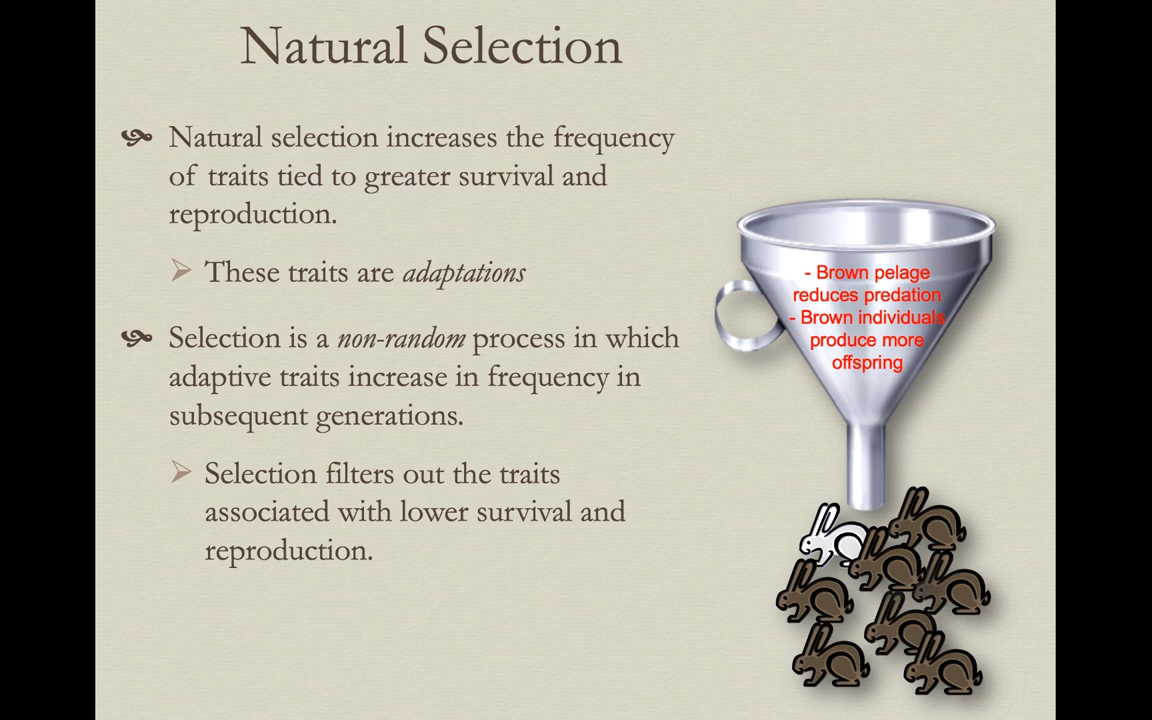 Natural Selection
Natural selection increases the frequency
of traits tied to greater survival and
reproduction.
These traits are adaptations
Selection is a non-random process in which
adaptive traits increase in frequency in
subsequent generations.
Selection filters out the traits
associated with lower survival and
reproduction.
- Brown pelage
reduces predation
- Brown individuals
produce more
offspring